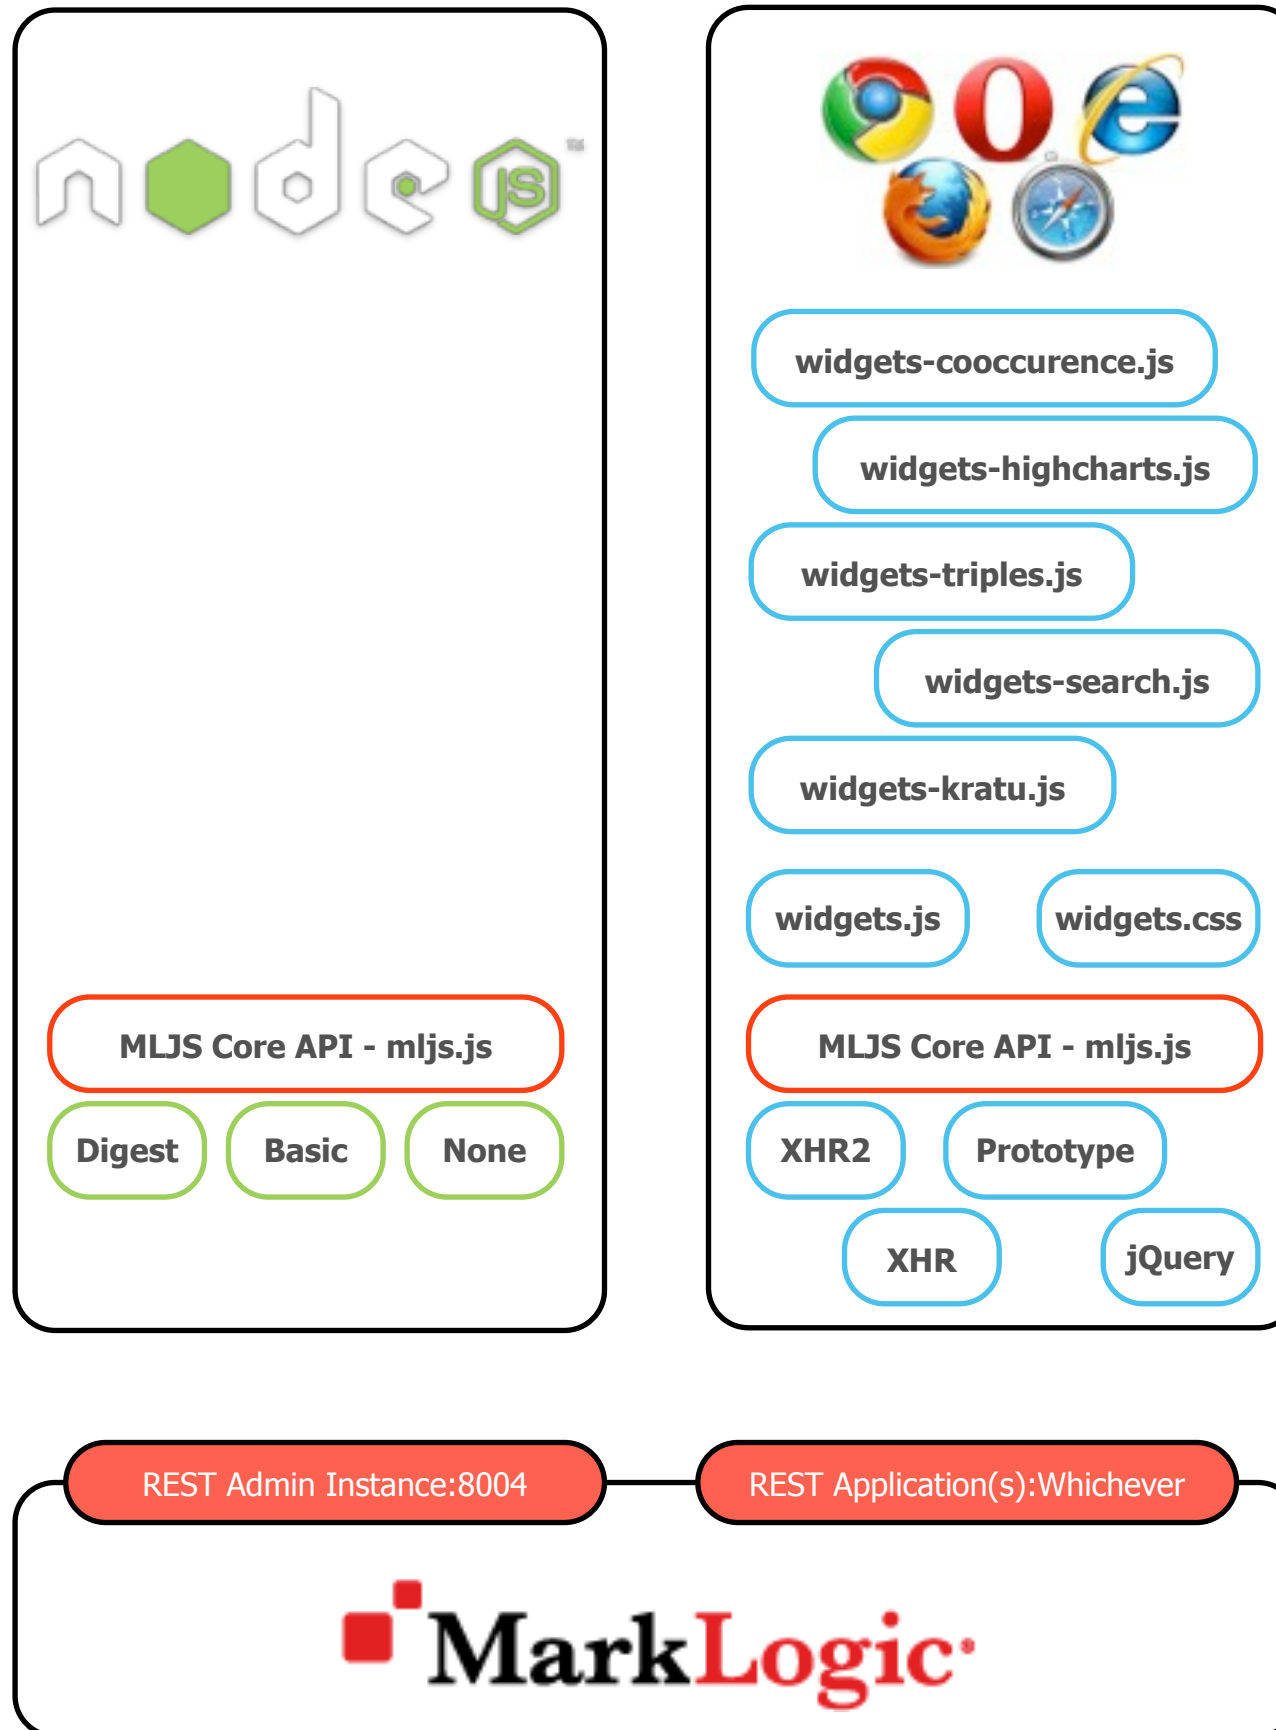 node JS ™
O e
widgets-cooccurence.js
widgets-highcharts.js
widgets-triples.js
widgets-search.js
widgets-kratu.js
widgets.js widgets.css
MLJS Core API - mljs.js MLJS Core API - mljs.js
Digest Basic None XHR2 Prototype
XHR jQuery
REST Admin Instance:8004 REST Application(s):Whichever
MarkLogic